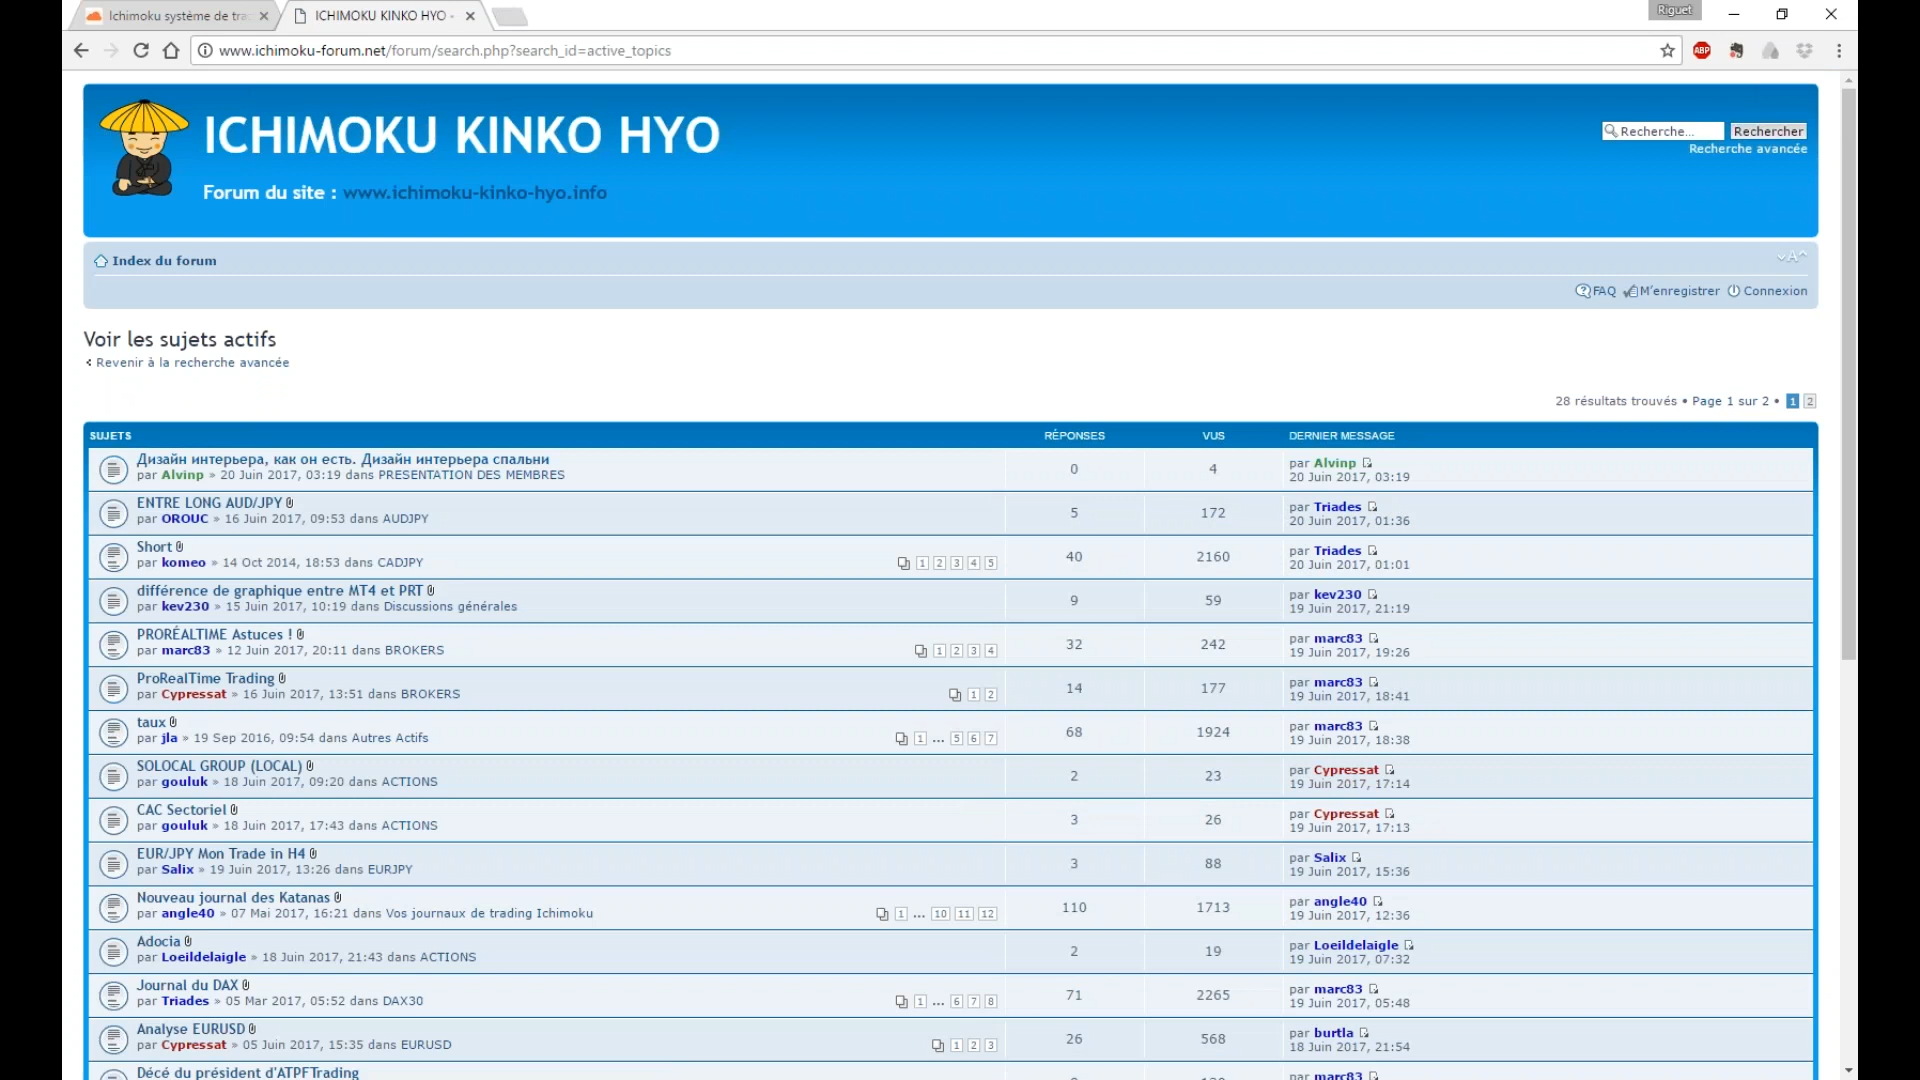 Ichimoku système de tra
ICHIMOKU KINKO HYO -
Riguet
www.ichimoku-forum.net/forum/search.php?search_id=active_topics
ABP
ICHIMOKU KINKO HYO
Forum du site : www.ichimoku-kinko-hyo.info
Recherche... Rechercher
Recherche avancée
Index du forum
FAQ M'enregistrer Connexion
Voir les sujets actifs
Revenir à la recherche avancée
28 résultats trouvés • Page 1 sur 2 • 1 2
SUJETS RÉPONSES VUS DERNIER MESSAGE
Дизайн интерьера, как он есть. Дизайн интерьера спальни
par Alvinp » 20 Juin 2017, 03:19 dans PRESENTATION DES MEMBRES
0 4
par Alvinp
20 Juin 2017, 03:19
ENTRE LONG AUD/JPY
par OROUC » 16 Juin 2017, 09:53 dans AUDJPY
5 172
par Triades
20 Juin 2017, 01:36
Short
par komeo » 14 Oct 2014, 18:53 dans CADJPY
1 2 3 4 5
40 2160
par Triades
20 Juin 2017, 01:01
différence de graphique entre MT4 et PRT
par kev230 » 15 Juin 2017, 10:19 dans Discussions générales
9 59
par kev230
19 Juin 2017, 21:19
PRORÉALTIME Astuces !
par marc83 » 12 Juin 2017, 20:11 dans BROKERS
1 2 3 4
32 242
par marc83
19 Juin 2017, 19:26
ProRealTime Trading
par Cypressat » 16 Juin 2017, 13:51 dans BROKERS
1 2
14 177
par marc83
19 Juin 2017, 18:41
taux
par jla » 19 Sep 2016, 09:54 dans Autres Actifs
1 ... 5 6 7
68 1924
par marc83
19 Juin 2017, 18:38
SOLOCAL GROUP (LOCAL)
par gouluk » 18 Juin 2017, 09:20 dans ACTIONS
2 23
par Cypressat
19 Juin 2017, 17:14
CAC Sectoriel
par gouluk » 18 Juin 2017, 17:43 dans ACTIONS
3 26
par Cypressat
19 Juin 2017, 17:13
EUR/JPY Mon Trade in H4
par Salix » 19 Juin 2017, 13:26 dans EURJPY
3 88
par Salix
19 Juin 2017, 15:36
Nouveau journal des Katanas
par angle40 » 07 Mai 2017, 16:21 dans Vos journaux de trading Ichimoku
1 ... 10 11 12
110 1713
par angle40
19 Juin 2017, 12:36
Adocia
par Loeildelaigle » 18 Juin 2017, 21:43 dans ACTIONS
2 19
par Loeildelaigle
19 Juin 2017, 07:32
Journal du DAX
par Triades » 05 Mar 2017, 05:52 dans DAX30
1 ... 6 7 8
71 2265
par marc83
19 Juin 2017, 05:48
Analyse EURUSD
par Cypressat » 05 Juin 2017, 15:35 dans EURUSD
1 2 3
26 568
par burtla
18 Juin 2017, 21:54
Décé du président d'ATPFTrading
par marc83